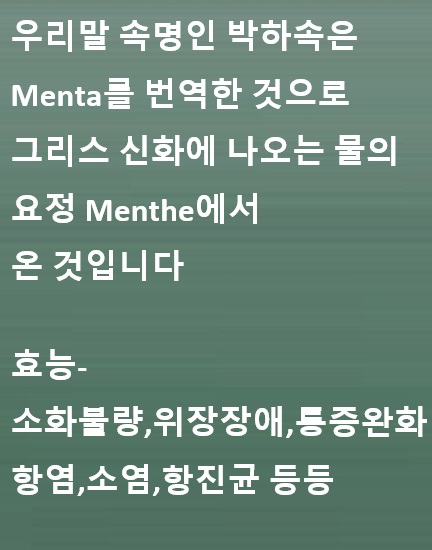 우리말 속명인 박하속은
Menta를 번역한 것으로
그리스 신화에 나오는 물의
요정 Menthe에서
온 것입니다
효능-
소화불량,위장장애,통증완화
항염,소염,항진균 등등